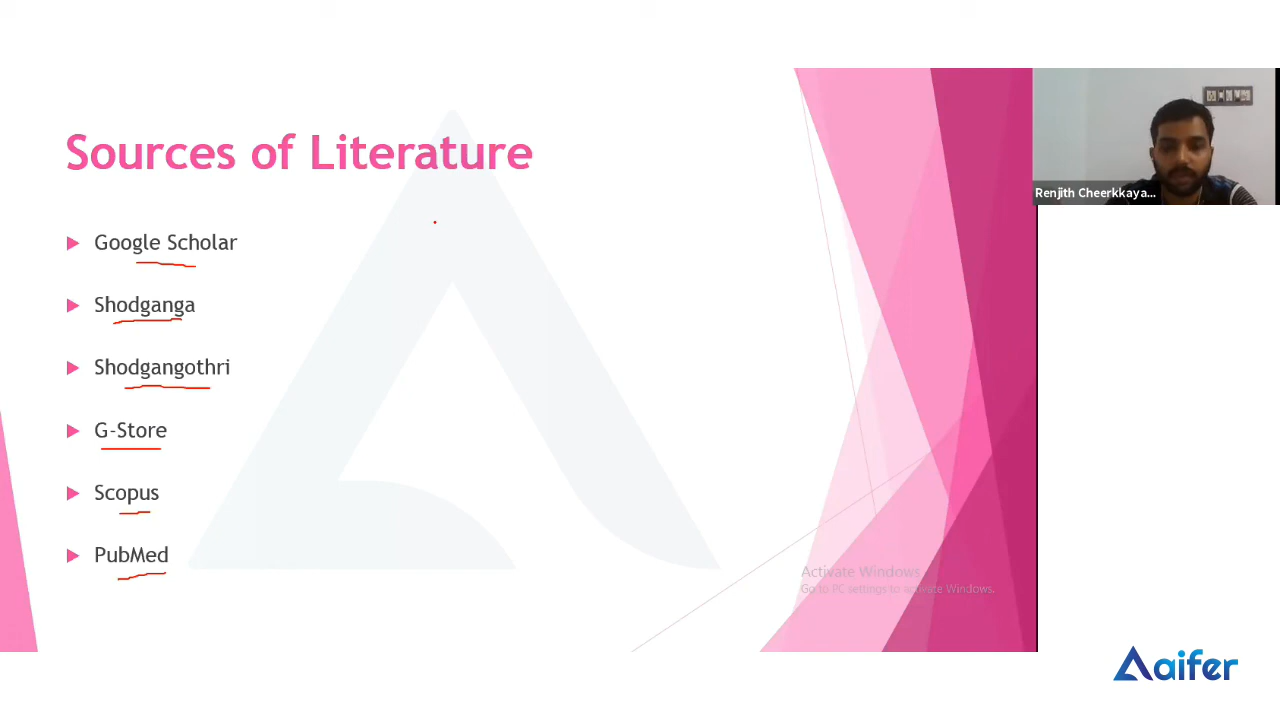 Sources of Literature
Renjith Cheerkkaya...
Google Scholar
Shodganga
Shodgangothri
G-Store
Scopus
PubMed
Activate Windows
Go to PC settings to activate Windows.
aifer